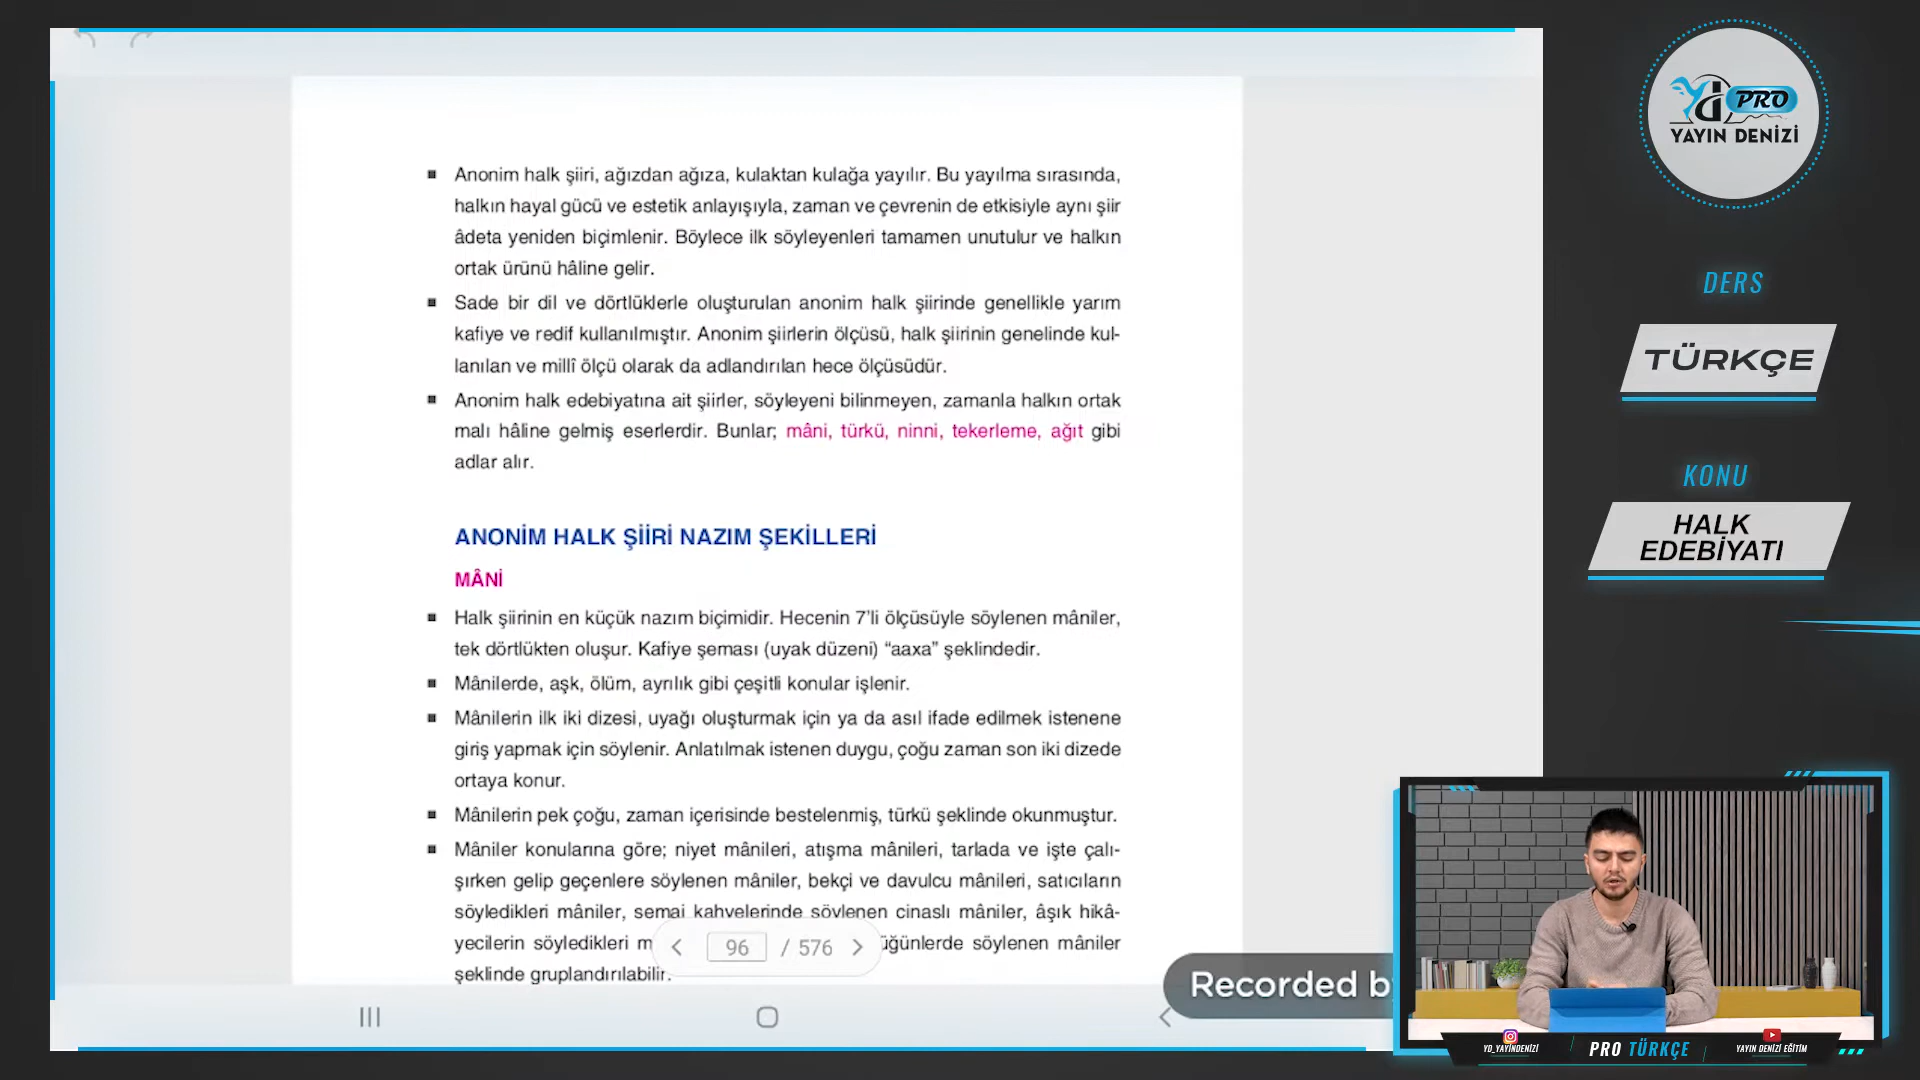 Anonim halk şiiri, ağızdan ağıza, kulaktan kulağa yayılır. Bu yayılma sırasında,
halkın hayal gücü ve estetik anlayışıyla, zaman ve çevrenin de etkisiyle aynı şiir
âdeta yeniden biçimlenir. Böylece ilk söyleyenleri tamamen unutulur ve halkın
ortak ürünü hâline gelir.
Sade bir dil ve dörtlüklerle oluşturulan anonim halk şiirinde genellikle yarım
kafiye ve redif kullanılmıştır. Anonim şiirlerin ölçüsü, halk şiirinin genelinde kul-
lanılan ve millî ölçü olarak da adlandırılan hece ölçüsüdür.
Anonim halk edebiyatına ait şiirler, söyleyeni bilinmeyen, zamanla halkın ortak
malı hâline gelmiş eserlerdir. Bunlar; mâni, türkü, ninni, tekerleme, ağıt gibi
adlar alır.
ANONİM HALK ŞİİRİ NAZIM ŞEKİLLERİ
MÂNİ
Halk şiirinin en küçük nazım biçimidir. Hecenin 7'li ölçüsüyle söylenen mâniler,
tek dörtlükten oluşur. Kafiye şeması (uyak düzeni) “aaxa” şeklindedir.
Mânilerde, aşk, ölüm, ayrılık gibi çeşitli konular işlenir.
Mânilerin ilk iki dizesi, uyağı oluşturmak için ya da asıl ifade edilmek istenene
giriş yapmak için söylenir. Anlatılmak istenen duygu, çoğu zaman son iki dizede
ortaya konur.
Mânilerin pek çoğu, zaman içerisinde bestelenmiş, türkü şeklinde okunmuştur.
Mâniler konularına göre; niyet mânileri, atışma mânileri, tarlada ve işte çalı-
şırken gelip geçenlere söylenen mâniler, bekçi ve davulcu mânileri, satıcıların
söyledikleri mâniler, semai kahvelerinde söylenen cinaslı mâniler, âşık hikâ-
yecilerin söyledikleri m üğünlerde söylenen mâniler
şeklinde gruplandırılabilir.
96 / 576
Recorded b
Yd PRO
YAYIN DENİZİ
DERS
TÜRKÇE
KONU
HALK
EDEBİYATI
YD_YAYINDENIZI
PRO TÜRKÇE
YAYIN DENİZİ EĞİTİM